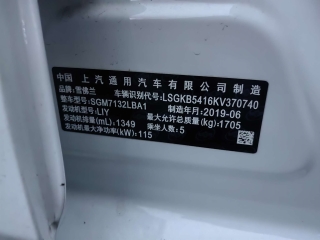 中国 上汽通用汽车有限公司 制造
品牌:雪佛兰 车辆识别代号:LSGKB5416KV370740
整车型号:SGM7132LBA1 制造年月:2019-06
发动机型号:LIY 最大允许总质量(kg):1705
发动机排量(mL):1349 乘坐人数:5
发动机最大净功率(kW):115